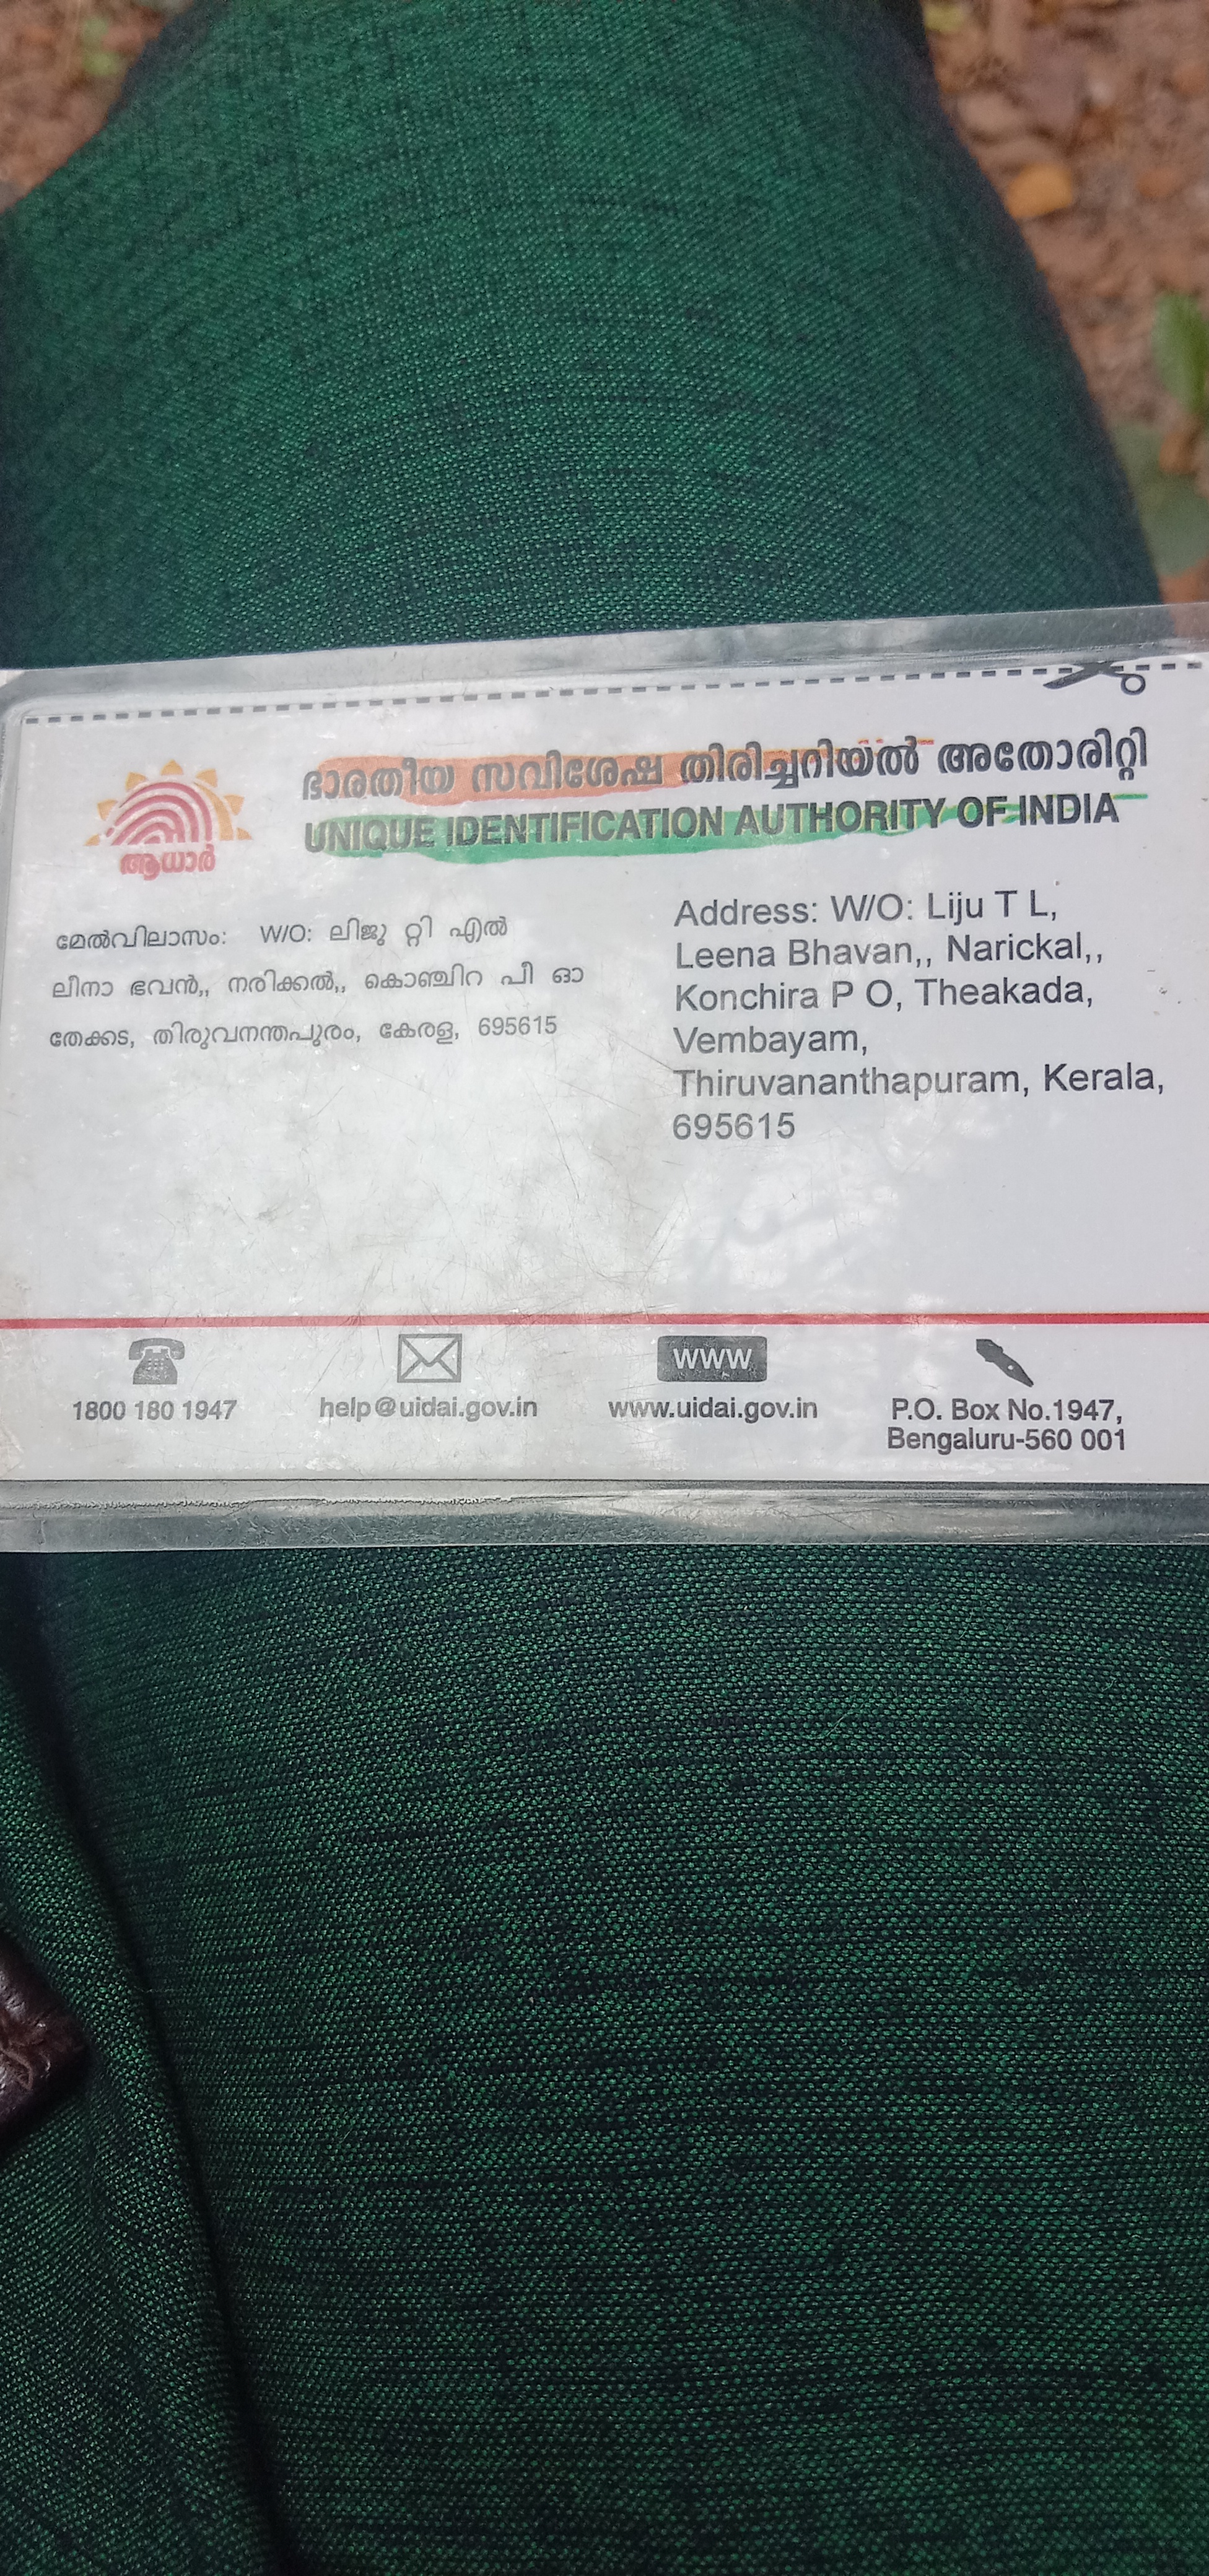 ഭാരതീയ സവിശേഷ തിരിച്ചറിയൽ അതോരിറ്റി
UNIQUE IDENTIFICATION AUTHORITY OF INDIA
ആധാർ
മേൽവിലാസം: W/O: ലിജു റ്റി എൽ
ലീനാ ഭവൻ,, നരിക്കൽ,, കൊഞ്ചിറ പീ ഓ
തേക്കട, തിരുവനന്തപുരം, കേരള, 695615
Address: W/O: Liju T L,
Leena Bhavan,, Narickal,,
Konchira P O, Theakada,
Vembayam,
Thiruvananthapuram, Kerala,
695615
1800 180 1947
help@uidai.gov.in
WWW
www.uidai.gov.in
P.O. Box No.1947,
Bengaluru-560 001